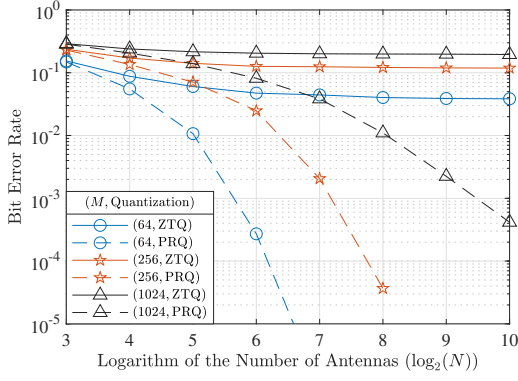 10^0
10^-1
10^-2
10^-3
10^-4
10^-5
Bit Error Rate
(M, Quantization)
(64, ZTQ)
(64, PRQ)
(256, ZTQ)
(256, PRQ)
(1024, ZTQ)
(1024, PRQ)
3 4 5 6 7 8 9 10
Logarithm of the Number of Antennas (log_2(N))